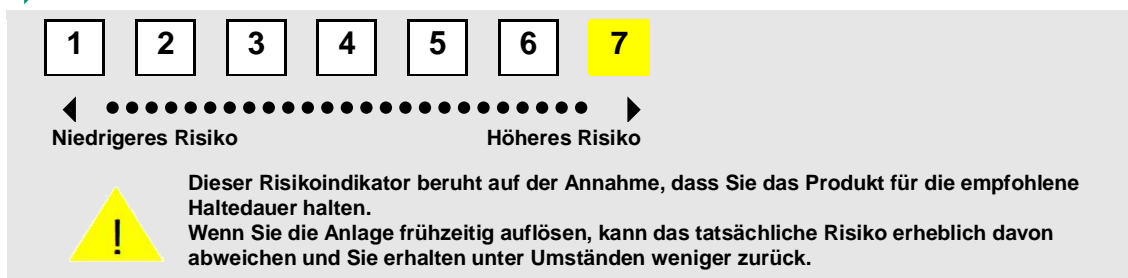 1 2 3 4 5 6 7
Niedrigeres Risiko Höheres Risiko
Dieser Risikoindikator beruht auf der Annahme, dass Sie das Produkt für die empfohlene
Haltedauer halten.
! Wenn Sie die Anlage frühzeitig auflösen, kann das tatsächliche Risiko erheblich davon
abweichen und Sie erhalten unter Umständen weniger zurück.